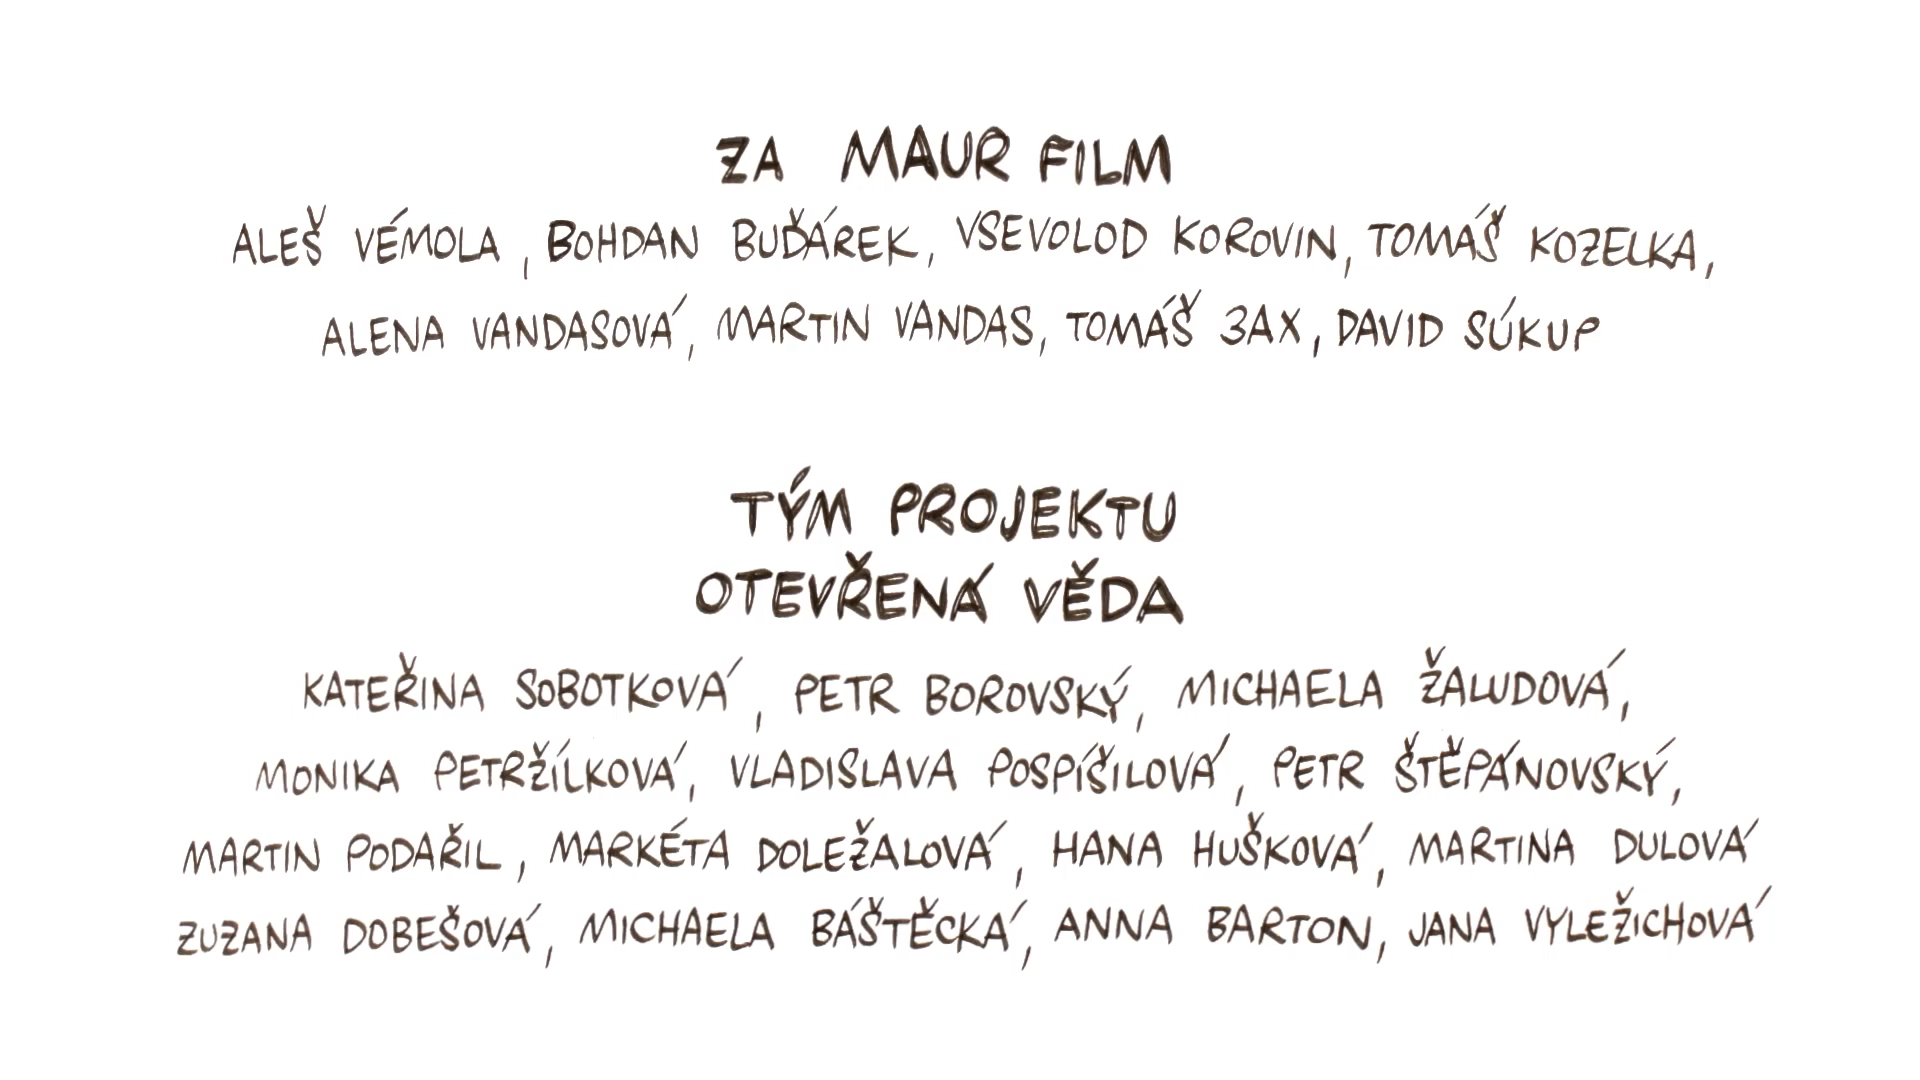 ZA MAUR FILM
ALEŠ VÉMOLA, BOHDAN BUĎÁREK, VSEVOLOD KOROVIN, TOMÁŠ KOZELKA,
ALENA VANDASOVÁ, MARTIN VANDAS, TOMÁŠ 3AX, DAVID SÚKUP
TÝM PROJEKTU
OTEVŘENÁ VĚDA
KATEŘINA SOBOTKOVÁ, PETR BOROVSKÝ, MICHAELA ŽALUDOVÁ,
MONIKA PETRŽÍLKOVÁ, VLADISLAVA POSPÍŠILOVÁ, PETR ŠTĚPÁNOVSKÝ,
MARTIN PODAŘIL, MARKÉTA DOLEŽALOVÁ, HANA HUŠKOVÁ, MARTINA DULOVÁ
ZUZANA DOBEŠOVÁ, MICHAELA BÁŠTĚCKÁ, ANNA BARTON, JANA VYLEŽICHOVÁ